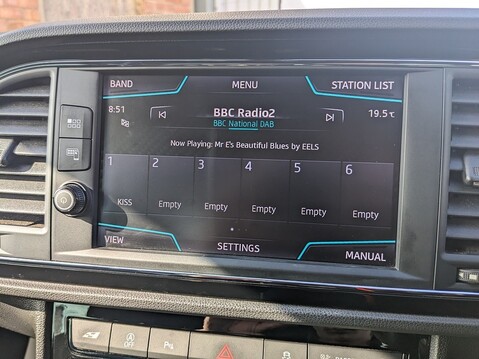 BAND MENU STATION LIST
8:51 BBC Radio2 19.5°C
BBC National DAB
Now Playing: Mr E's Beautiful Blues by EELS
1 2 3 4 5 6
KISS Empty Empty Empty Empty Empty
VIEW SETTINGS MANUAL
P
A